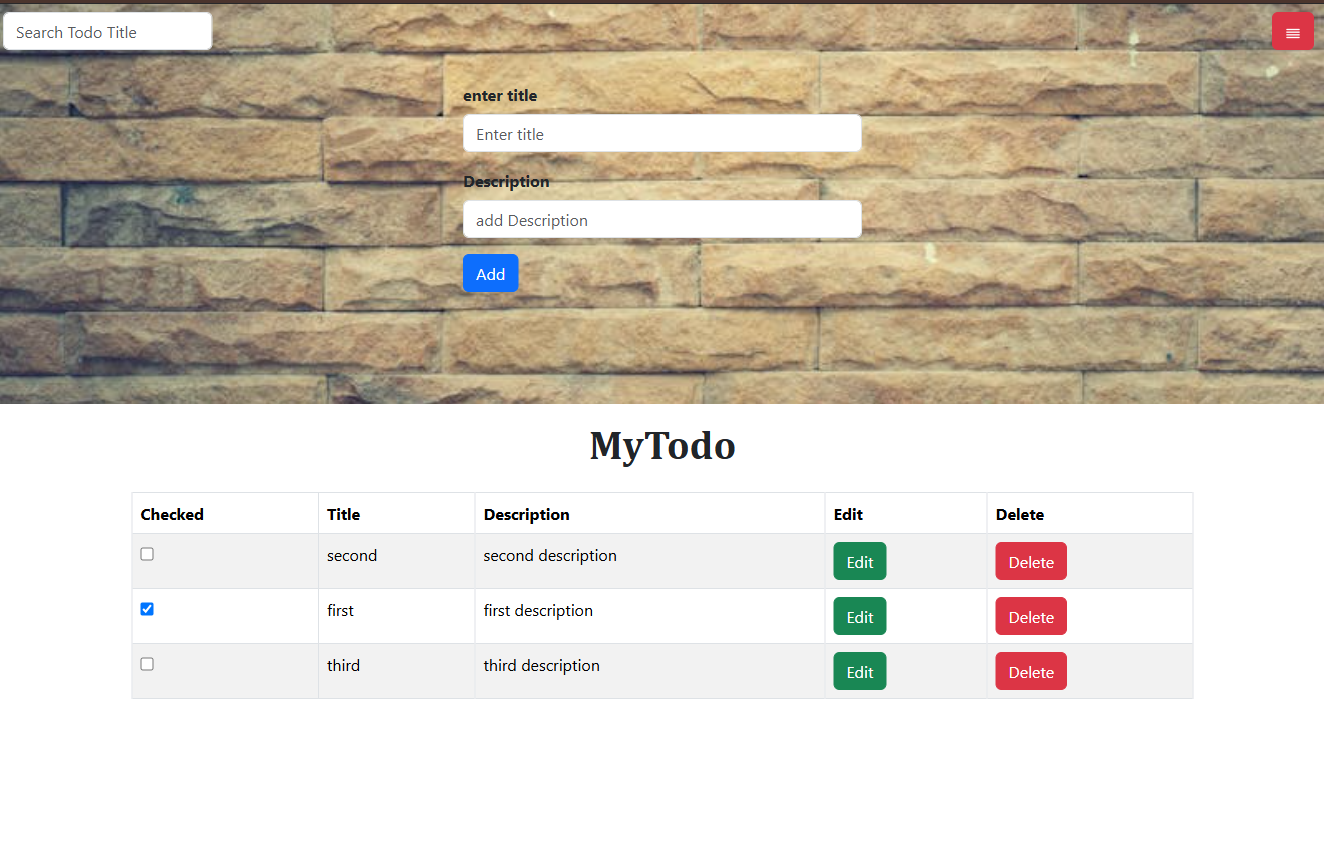 Search Todo Title
enter title
Enter title
Description
add Description
Add
MyTodo
Checked Title Description Edit Delete
second second description Edit Delete
first first description Edit Delete
third third description Edit Delete